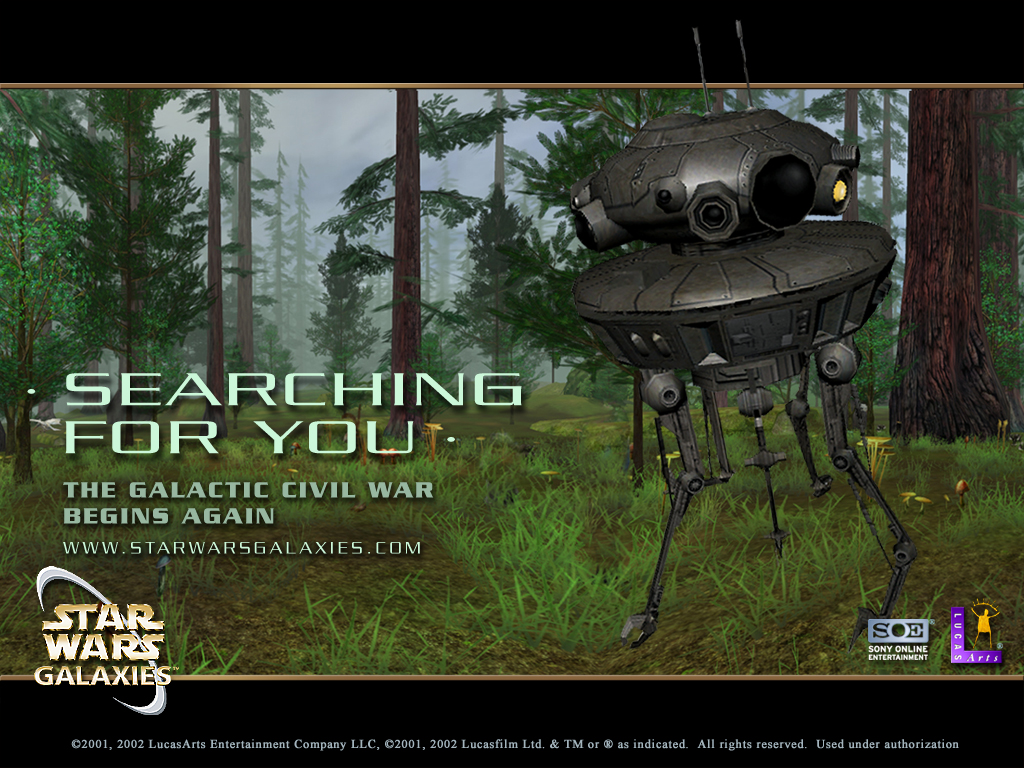 · SEARCHING
FOR YOU ·
THE GALACTIC CIVIL WAR
BEGINS AGAIN
WWW.STARWARSGALAXIES.COM
STAR
WARS
GALAXIES™
SOE®
SONY ONLINE
ENTERTAINMENT
LUCAS
Arts®
©2001, 2002 LucasArts Entertainment Company LLC, ©2001, 2002 Lucasfilm Ltd. & TM or ® as indicated. All rights reserved. Used under authorization